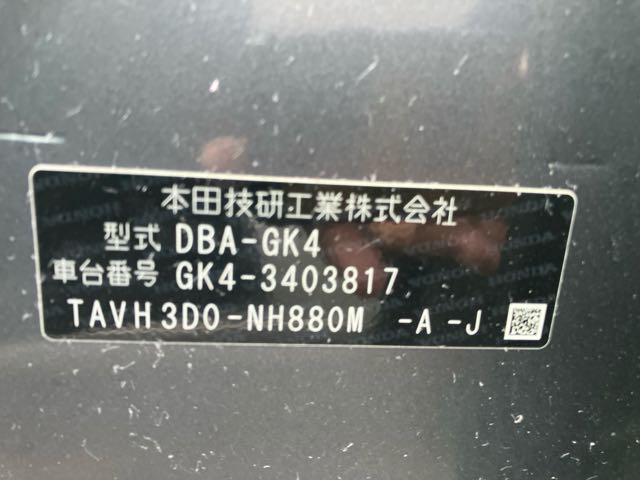 本田技研工業株式会社
型式 DBA-GK4
車台番号 GK4-3403817
TAVH3D0-NH880M -A -J